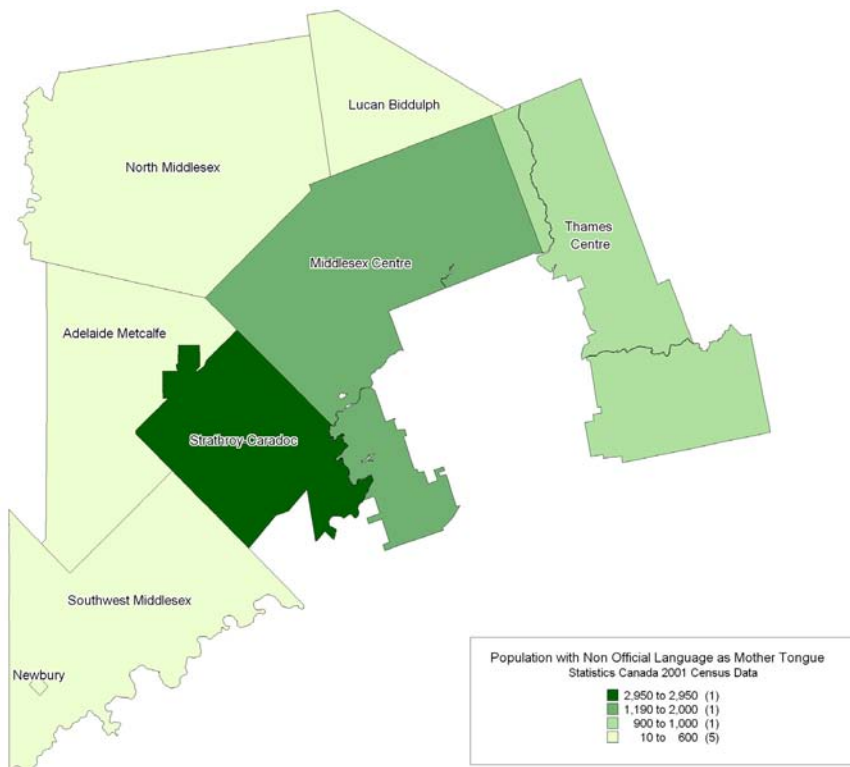 Lucan Biddulph
North Middlesex
Thames
Centre
Middlesex Centre
Adelaide Metcalfe
Strathroy-Caradoc
Southwest Middlesex
Newbury
Population with Non Official Language as Mother Tongue
Statistics Canada 2001 Census Data
2,950 to 2,950 (1)
1,190 to 2,000 (1)
900 to 1,000 (1)
10 to 600 (5)